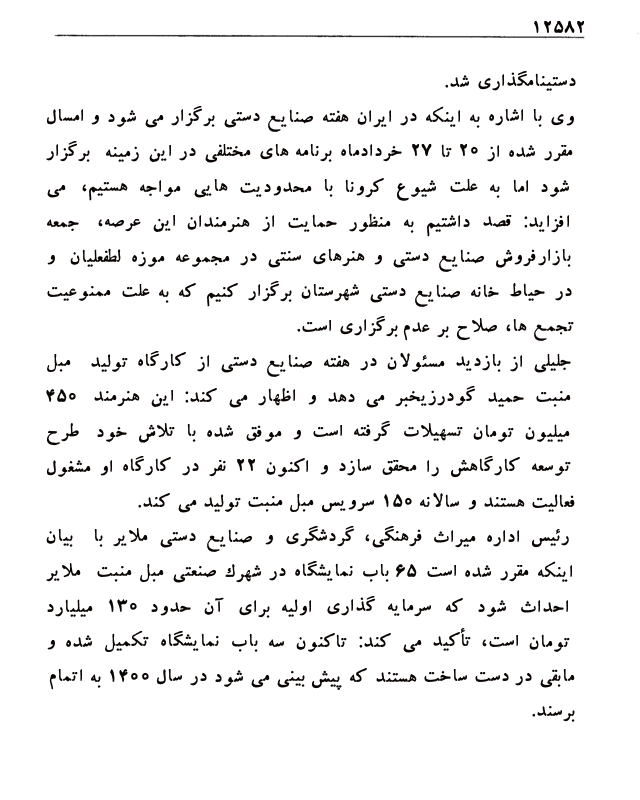 ۱۲۵۸۲
دستینامگذاری شد.
وی با اشاره به اینکه در ایران هفته صنایع دستی برگزار می شود و امسال
مقرر شده از ۲۰ تا ۲۷ خردادماه برنامه های مختلفی در این زمینه برگزار
شود اما به علت شیوع کرونا با محدودیت هایی مواجه هستیم، می
افزاید: قصد داشتیم به منظور حمایت از هنرمندان این عرصه، جمعه
بازارفروش صنایع دستی و هنرهای سنتی در مجموعه موزه لطفعلیان و
در حیاط خانه صنایع دستی شهرستان برگزار کنیم که به علت ممنوعیت
تجمع ها، صلاح بر عدم برگزاری است.
جلیلی از بازدید مسئولان در هفته صنایع دستی از کارگاه تولید مبل
منبت حمید گودرزیخبر می دهد و اظهار می کند: این هنرمند ۴۵۰
میلیون تومان تسهیلات گرفته است و موفق شده با تلاش خود طرح
توسعه کارگاهش را محقق سازد و اکنون ۲۲ نفر در کارگاه او مشغول
فعالیت هستند و سالانه ۱۵۰ سرویس مبل منبت تولید می کند.
رئیس اداره میراث فرهنگی، گردشگری و صنایع دستی ملایر با بیان
اینکه مقرر شده است ۶۵ باب نمایشگاه در شهرك صنعتی مبل منبت ملایر
احداث شود که سرمایه گذاری اولیه برای آن حدود ۱۳۰ میلیارد
تومان است، تأکید می کند: تاکنون سه باب نمایشگاه تکمیل شده و
مابقی در دست ساخت هستند که پیش بینی می شود در سال ۱۴۰۰ به اتمام
برسند.